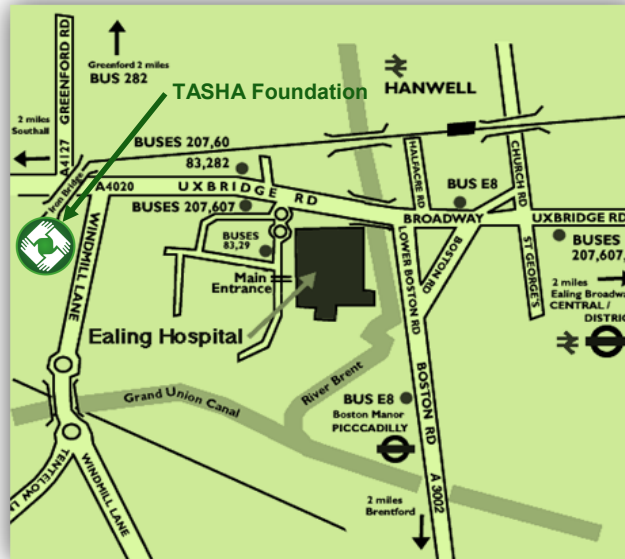 GREENFORD RD
A4127
Greenford 2 miles
BUS 282
TASHA Foundation
HANWELL
2 miles
Southall
BUSES 207,60
83,282
HALFACRE RD
CHURCH RD
Iron Bridge
A4020
UXBRIDGE RD
BUS E8
BUSES 207,607
BROADWAY
UXBRIDGE RD
WINDMILL LANE
BUSES
83,29
LOWER BOSTON RD
BOSTON RD
ST GEORGE'S
BUSES
207,607,
Main
Entrance
2 miles
Ealing Broadw
CENTRAL /
DISTRIC
Ealing Hospital
River Brent
BOSTON RD
Grand Union Canal
BUS E8
Boston Manor
PICCCADILLY
TENTELOW L
WINDMILL LANE
A 3002
2 miles
Brentford